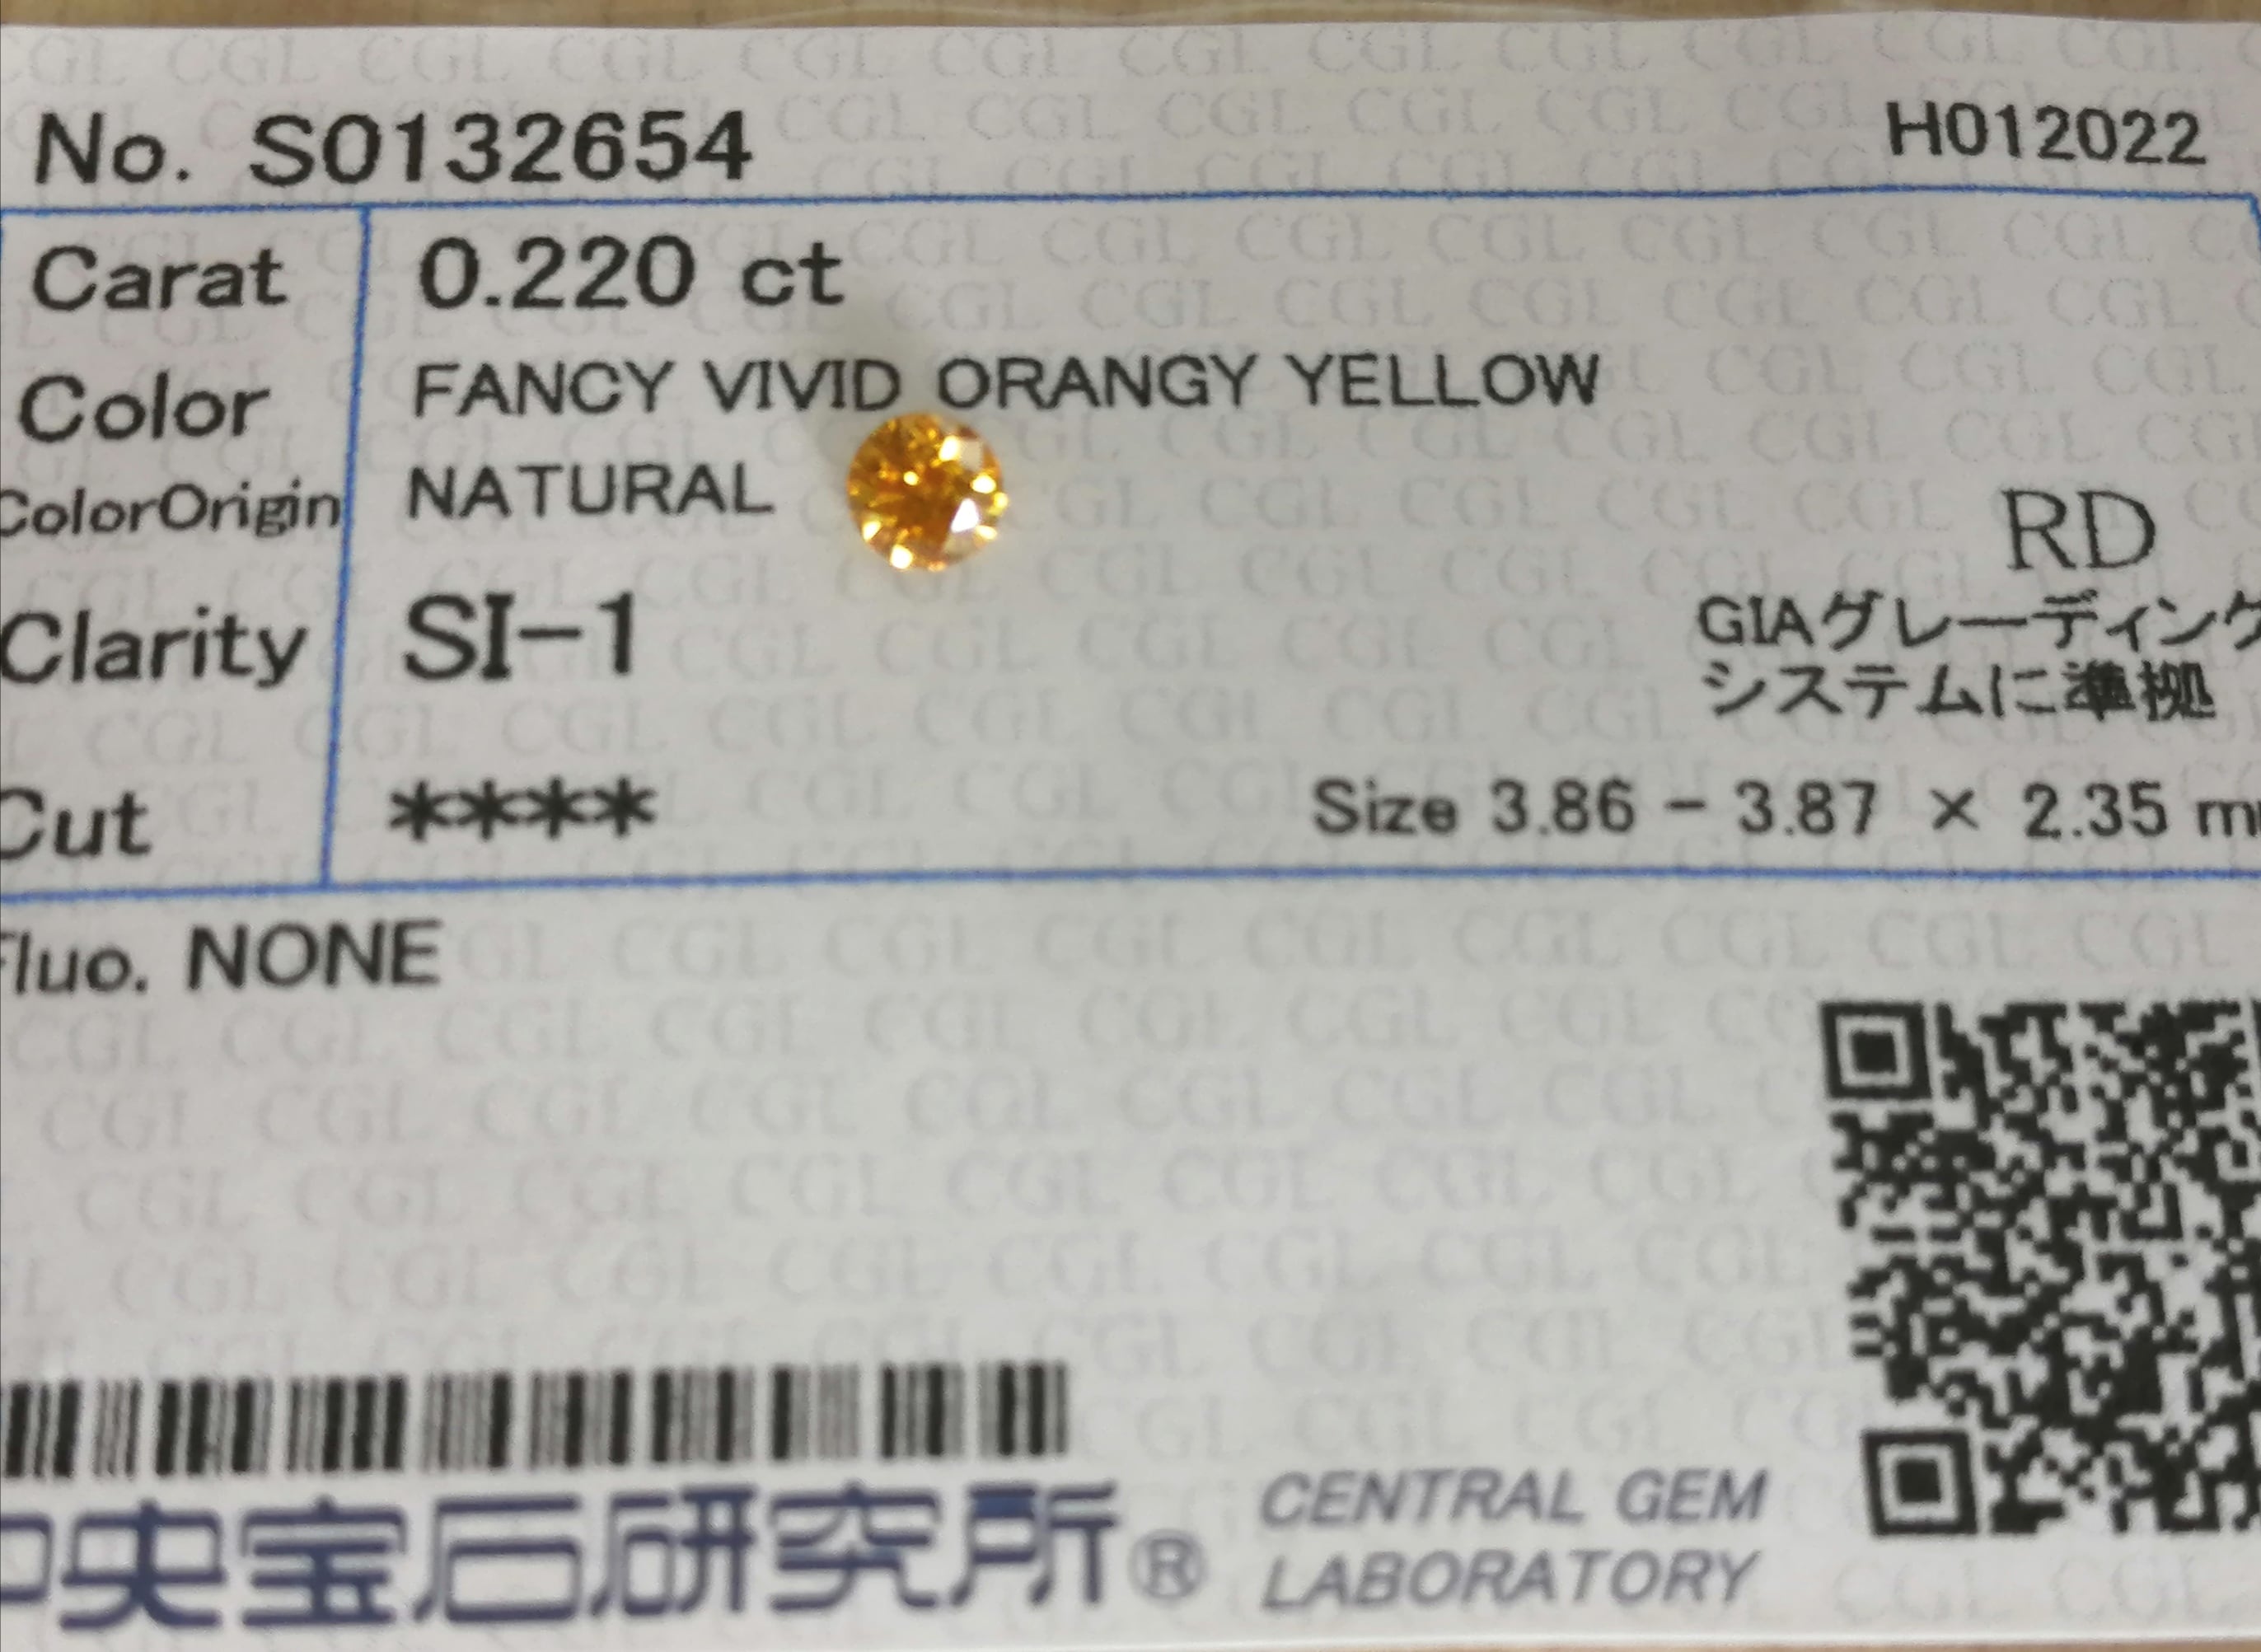 No. S0132654 H012022
Carat 0.220 ct
Color FANCY VIVID ORANGY YELLOW
ColorOrigin NATURAL
RD
Clarity SI-1
GIAグレーディング
システムに準拠
Cut ****
Size 3.86 - 3.87 × 2.35 m
Fluo. NONE
中央宝石研究所®
CENTRAL GEM
LABORATORY